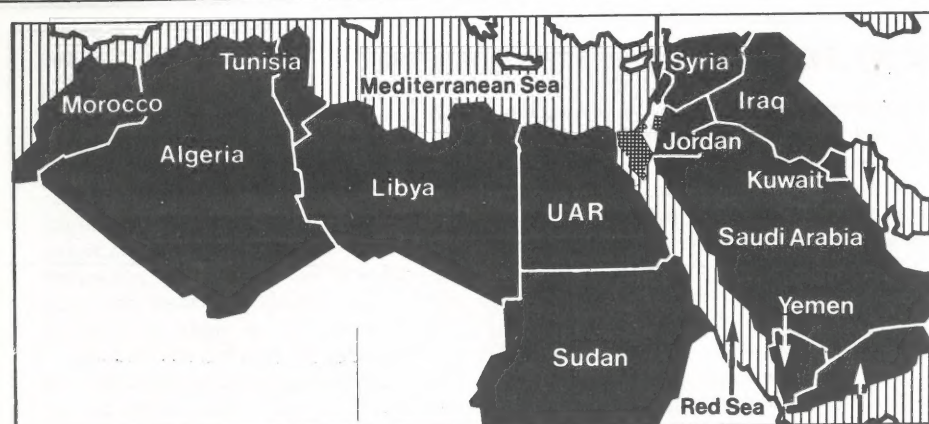 Tunisia
Mediterranean Sea
Syria
Morocco
Iraq
Algeria
Jordan
Libya
Kuwait
UAR
Saudi Arabia
Yemen
Sudan
Red Sea